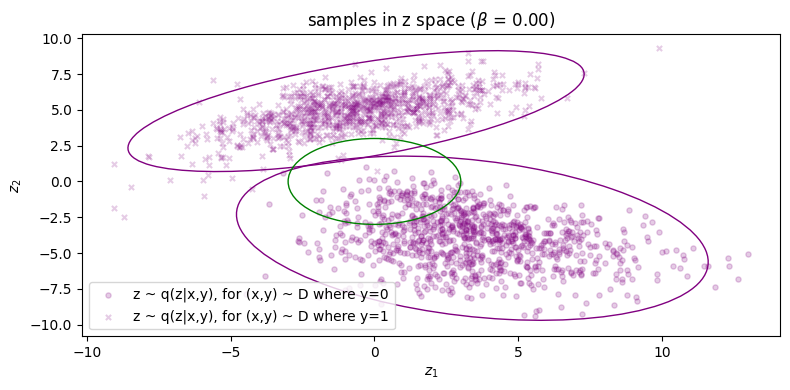 samples in z space (β = 0.00)
10.0
7.5
5.0
2.5
0.0
−2.5
−5.0
−7.5
−10.0
z₂
z ~ q(z|x,y), for (x,y) ~ D where y=0
z ~ q(z|x,y), for (x,y) ~ D where y=1
−10 −5 0 5 10
z₁